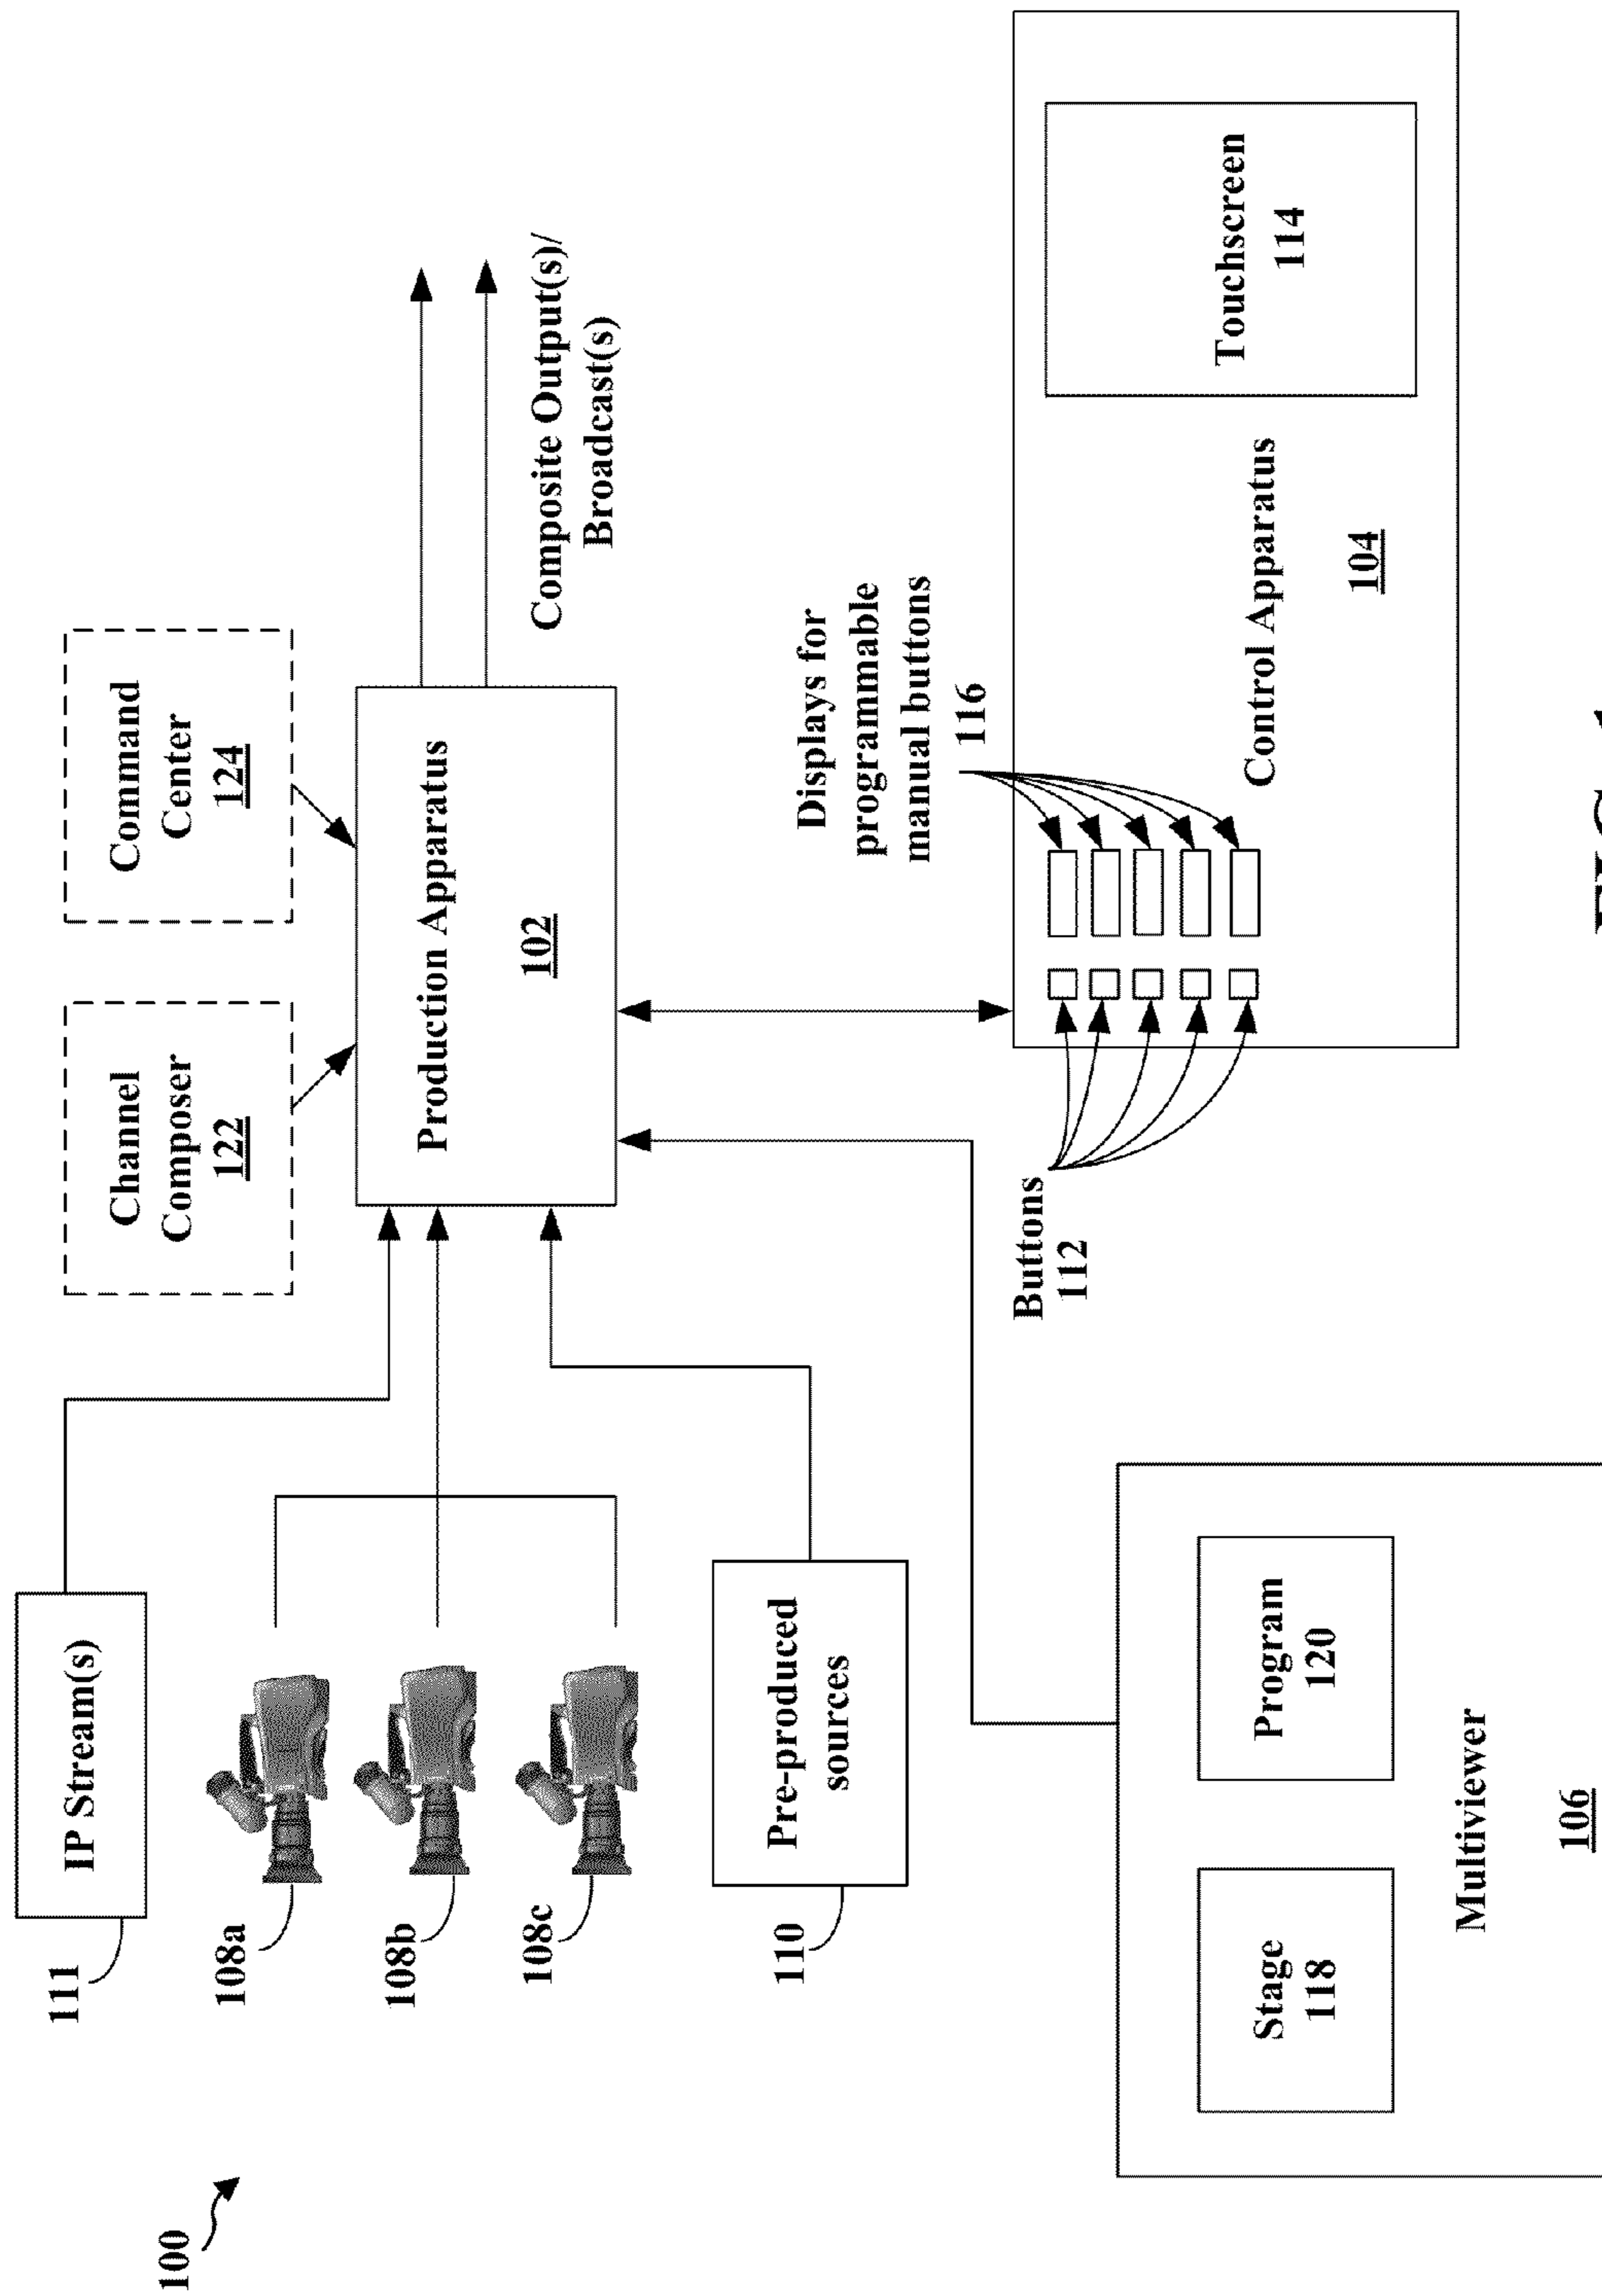 100
111
IP Stream(s)
108a
108b
108c
110
Pre-produced
sources
Channel
Composer
122
Command
Center
124
Production Apparatus
102
Composite Output(s)/
Broadcast(s)
Stage
118
Program
120
Multiviewer
106
Buttons
112
Displays for
programmable
manual buttons
116
Control Apparatus
104
Touchscreen
114